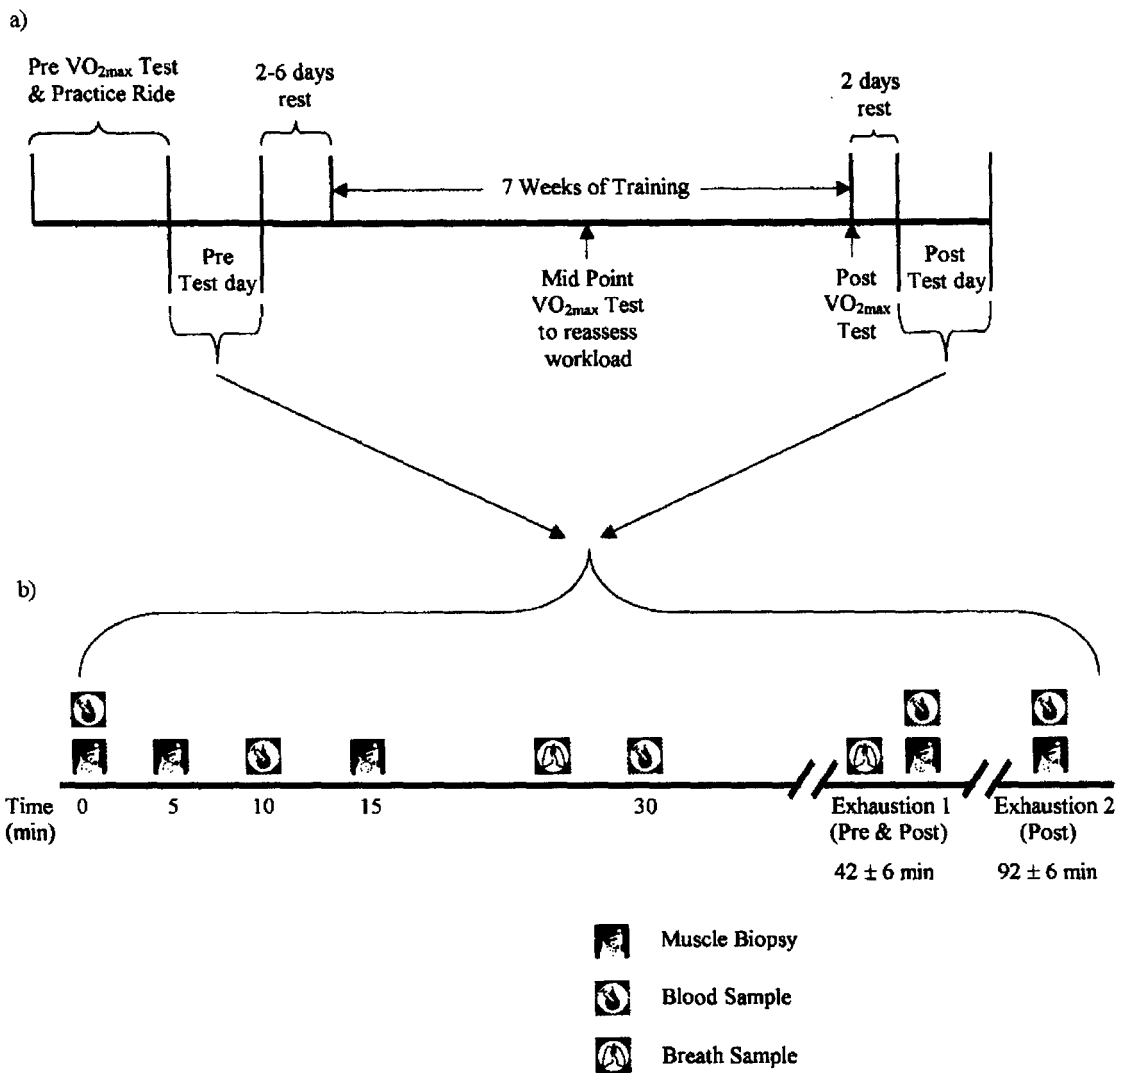 a)
Pre VO₂max Test
& Practice Ride
2-6 days
rest
2 days
rest
7 Weeks of Training
Pre
Test day
Mid Point
VO₂max Test
to reassess
workload
Post
VO₂max
Test
Post
Test day
b)
Time
(min)
0
5
10
15
30
Exhaustion 1
(Pre & Post)
42 ± 6 min
Exhaustion 2
(Post)
92 ± 6 min
Muscle Biopsy
Blood Sample
Breath Sample